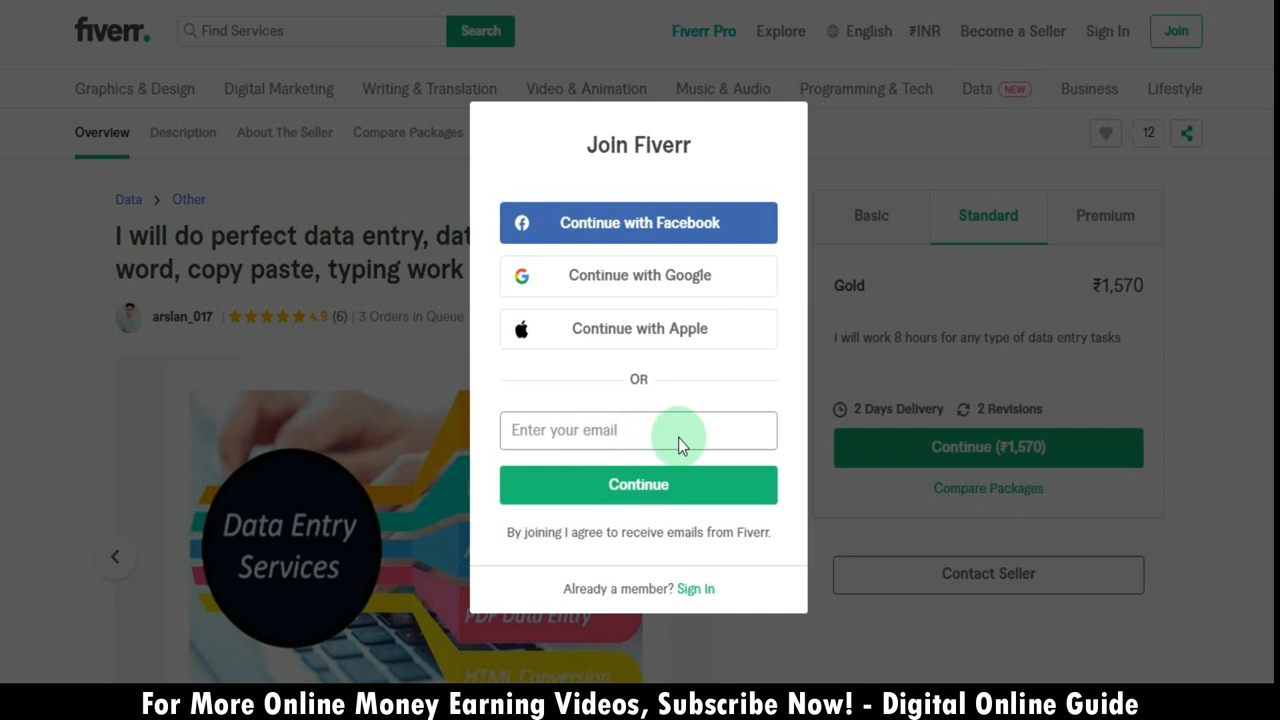 fiverr.
Find Services
Search
Fiverr Pro
Explore
English
₹INR
Become a Seller
Sign In
Join
Graphics & Design
Digital Marketing
Writing & Translation
Video & Animation
Music & Audio
Programming & Tech
Data NEW
Business
Lifestyle
Overview
Description
About The Seller
Compare Packages
12
Data > Other
I will do perfect data entry,
word, copy paste, typing work
arslan_017 | 4.9 (6) | 3 Orders in Queue
Data Entry
Services
PDF Data Entry
HTML Conversion
Join Fiverr
Continue with Facebook
Continue with Google
Continue with Apple
OR
Enter your email
Continue
By joining I agree to receive emails from Fiverr.
Already a member? Sign In
Basic
Standard
Premium
Gold
₹1,570
I will work 8 hours for any type of data entry tasks
2 Days Delivery
2 Revisions
Continue (₹1,570)
Compare Packages
Contact Seller
For More Online Money Earning Videos, Subscribe Now! - Digital Online Guide